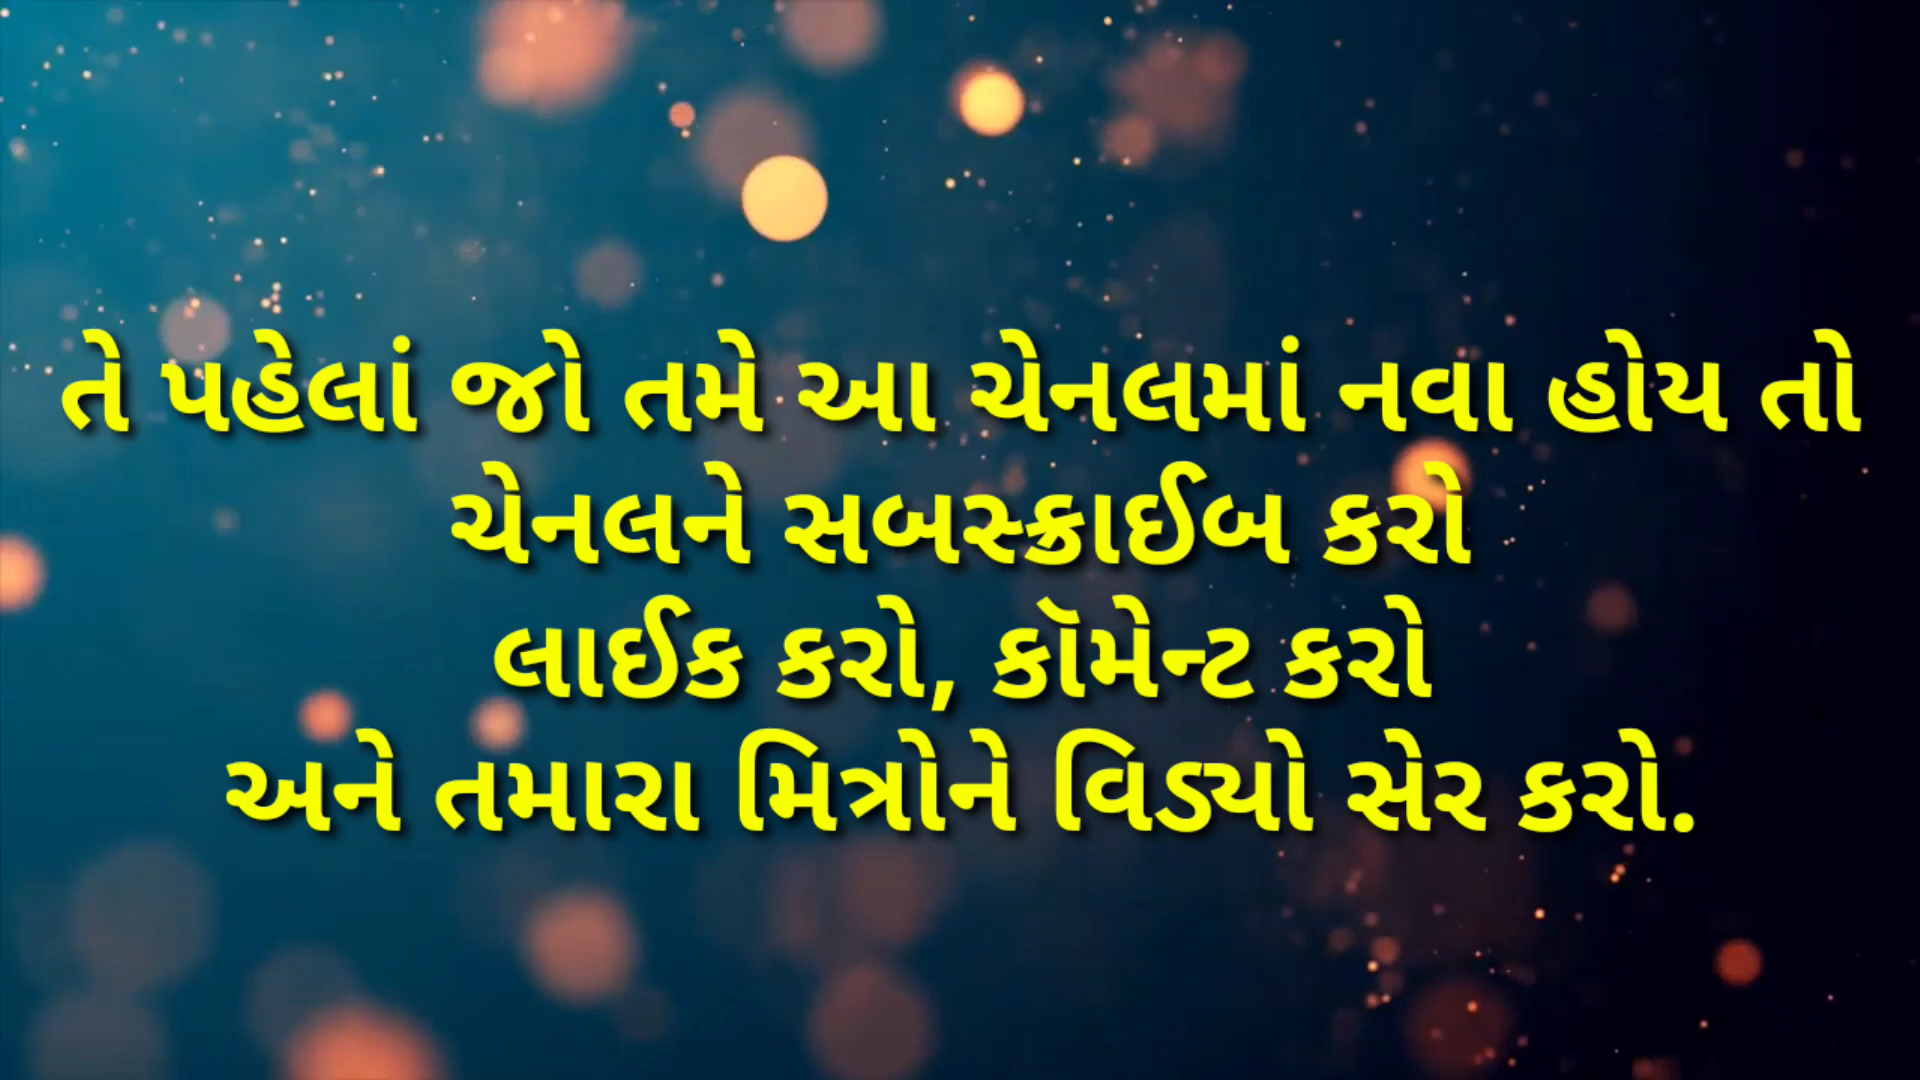 તે પહેલાં જો તમે આ ચેનલમાં નવા હોય તો
ચેનલને સબસ્ક્રાઈબ કરો
લાઈક કરો, કૉમેન્ટ કરો
અને તમારા મિત્રોને વિડ્યો સેર કરો.